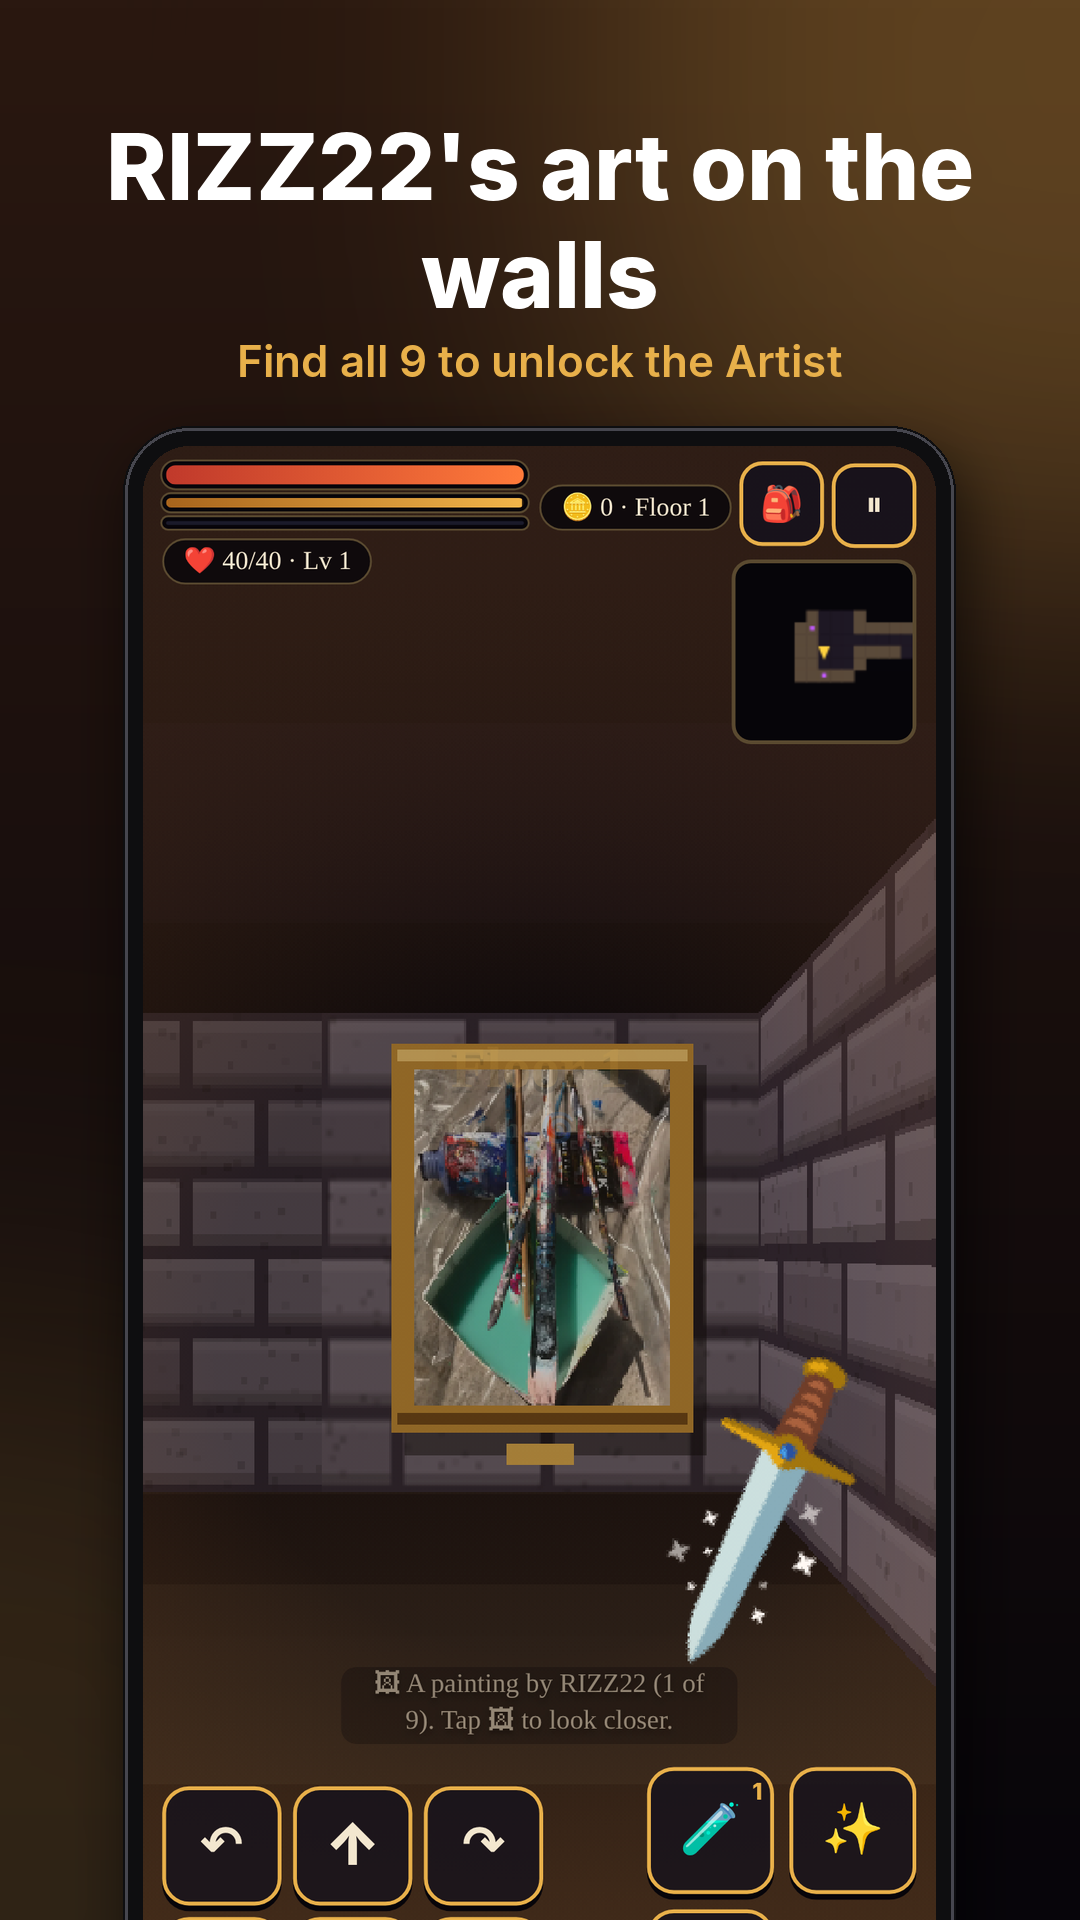 RIZZ22's art on the
walls
Find all 9 to unlock the Artist
0 · Floor 1
40/40 · Lv 1
A painting by RIZZ22 (1 of
9). Tap to look closer.
1